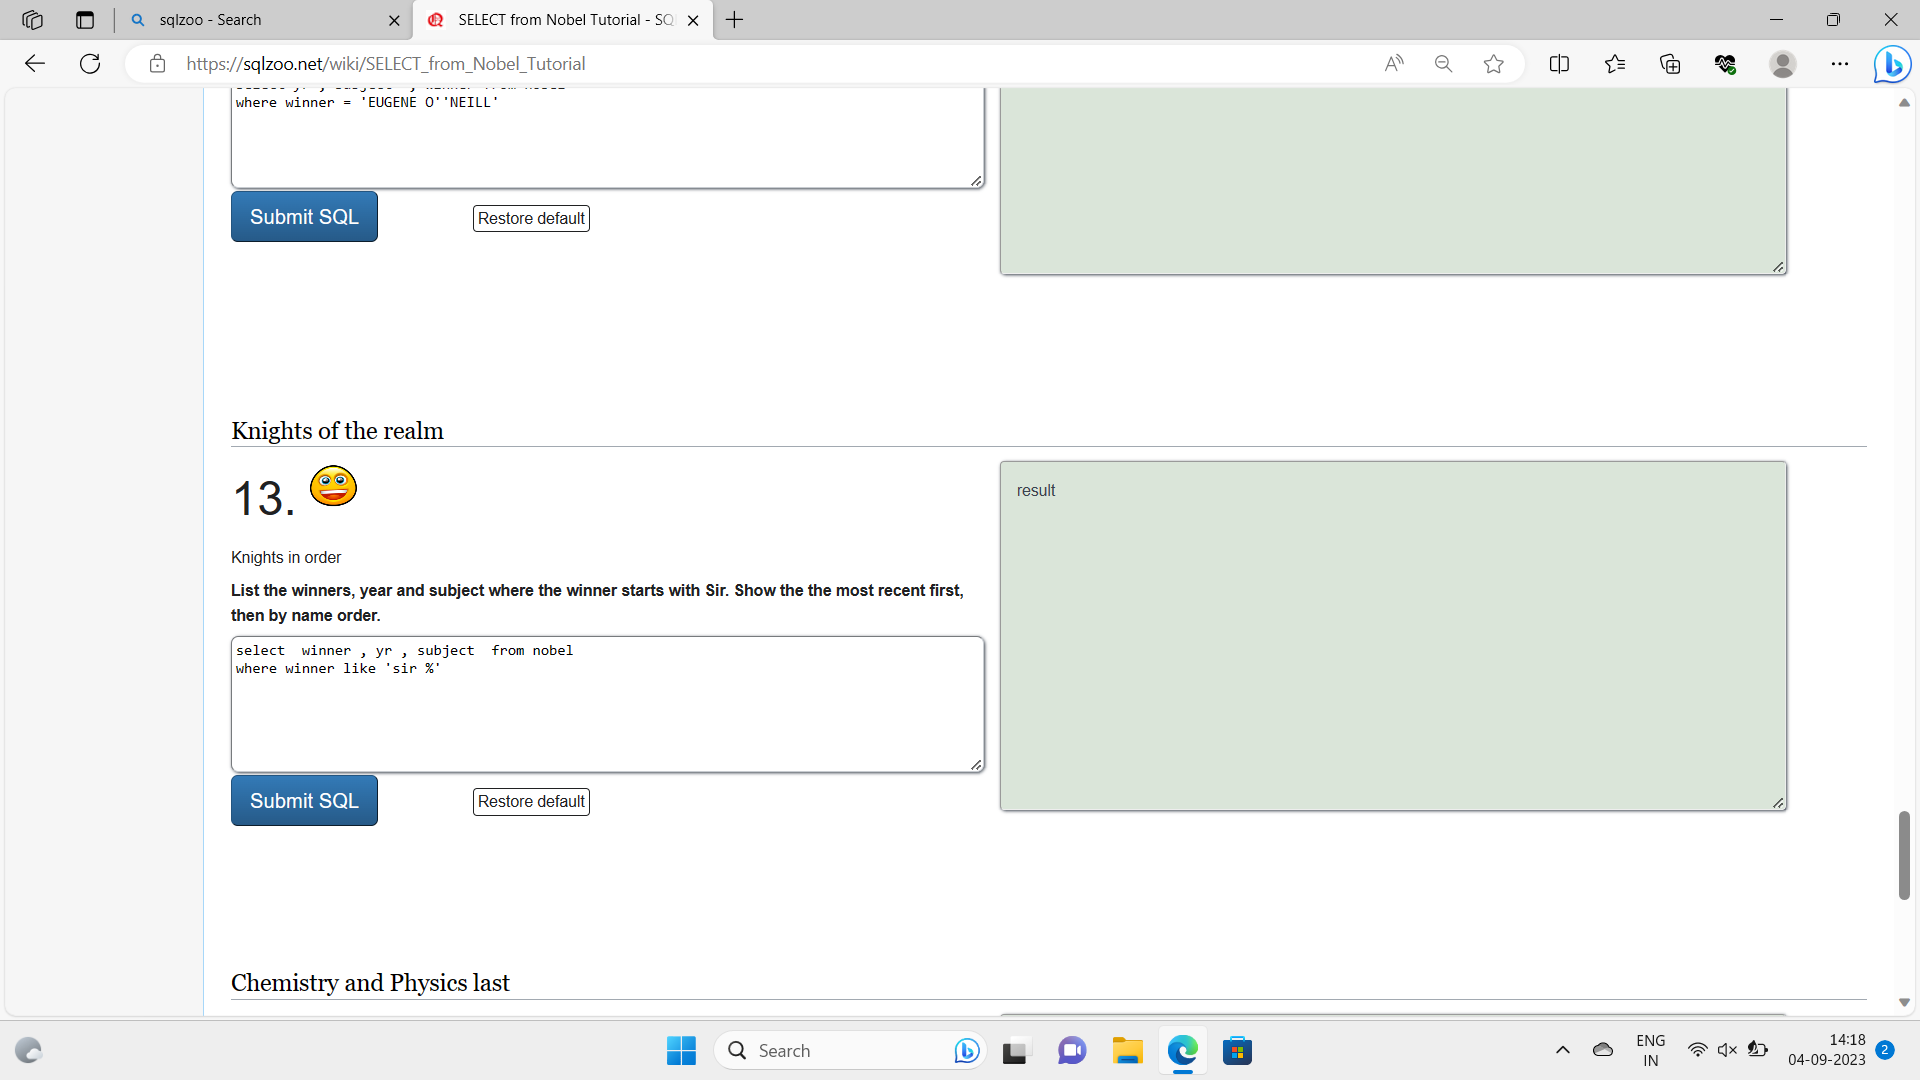 sqlzoo - Search
SELECT from Nobel Tutorial - SQ
https://sqlzoo.net/wiki/SELECT_from_Nobel_Tutorial
where winner = 'EUGENE O''NEILL'
Submit SQL
Restore default
Knights of the realm
13.
result
Knights in order
List the winners, year and subject where the winner starts with Sir. Show the the most recent first,
then by name order.
select  winner , yr , subject  from nobel
where winner like 'sir %'
Submit SQL
Restore default
Chemistry and Physics last
Search
ENG
IN
14:18
04-09-2023
2